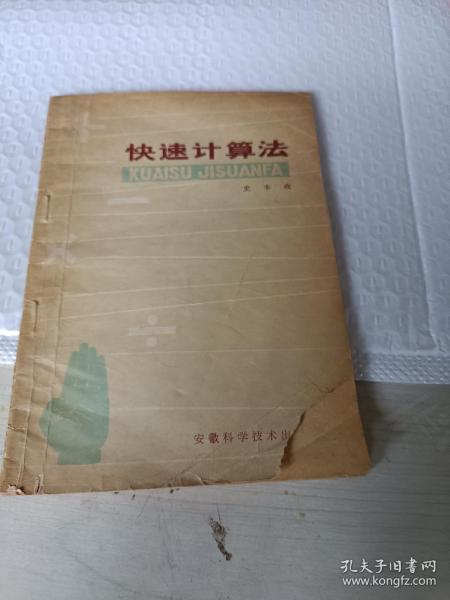 快速计算法
KUAISU JISUANFA
史丰收
安徽科学技术出
孔夫子旧书网
www.kongfz.com